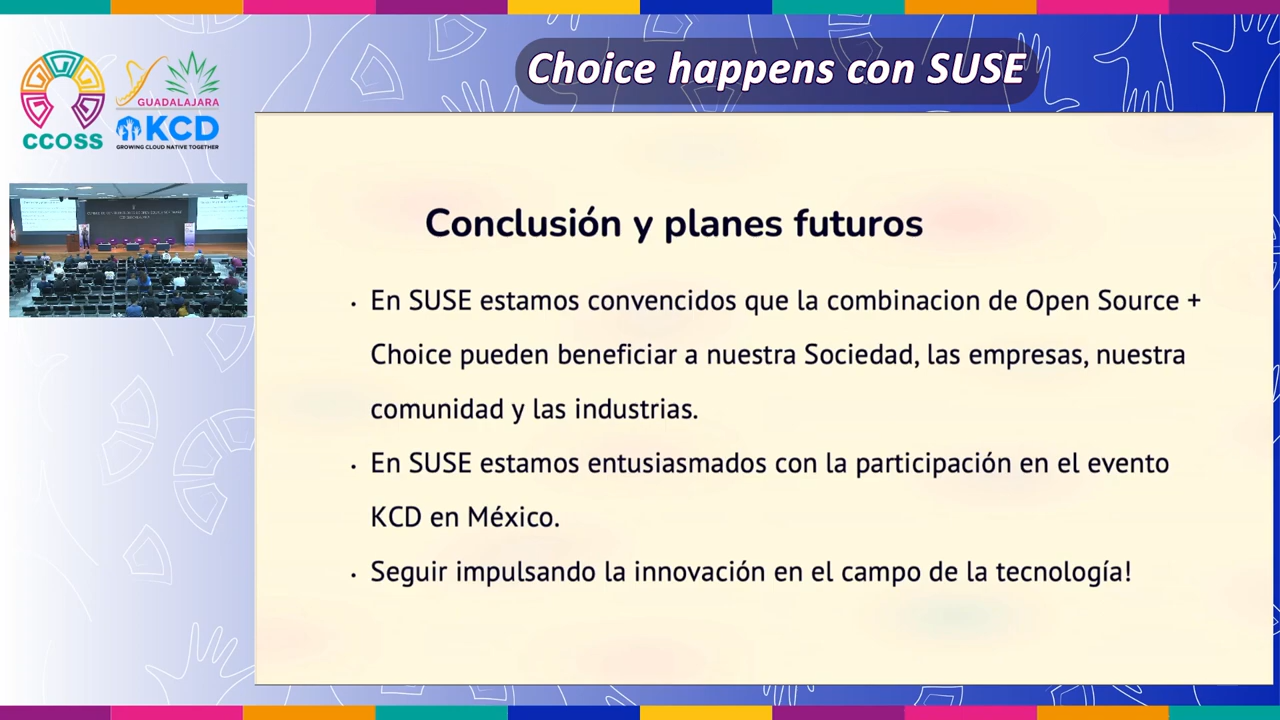 Choice happens con SUSE
CCOSS
GUADALAJARA
KCD
GROWING CLOUD NATIVE TOGETHER
Conclusión y planes futuros
• En SUSE estamos convencidos que la combinacion de Open Source +
Choice pueden beneficiar a nuestra Sociedad, las empresas, nuestra
comunidad y las industrias.
• En SUSE estamos entusiasmados con la participación en el evento
KCD en México.
• Seguir impulsando la innovación en el campo de la tecnología!